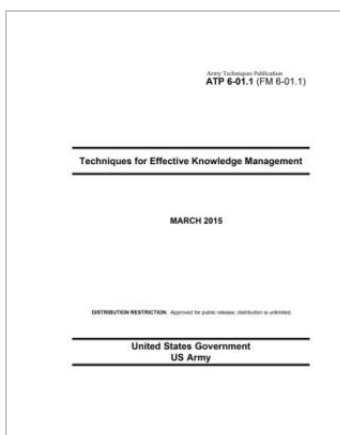 Army Techniques Publication
ATP 6-01.1 (FM 6-01.1)
Techniques for Effective Knowledge Management
MARCH 2015
DISTRIBUTION RESTRICTION Approved for public release; distribution is unlimited.
United States Government
US Army